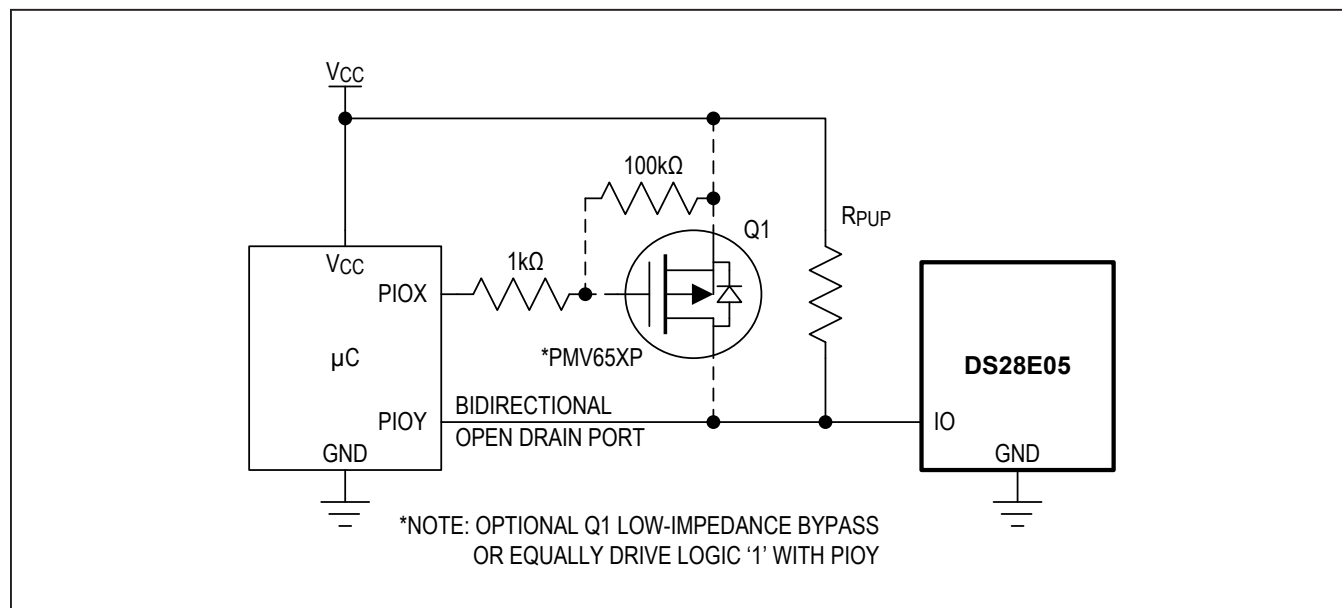 VCC
100kΩ
Q1
RPUP
VCC
1kΩ
PIOX
µC
*PMV65XP
DS28E05
PIOY
BIDIRECTIONAL
OPEN DRAIN PORT
IO
GND
GND
*NOTE: OPTIONAL Q1 LOW-IMPEDANCE BYPASS
OR EQUALLY DRIVE LOGIC ‘1’ WITH PIOY